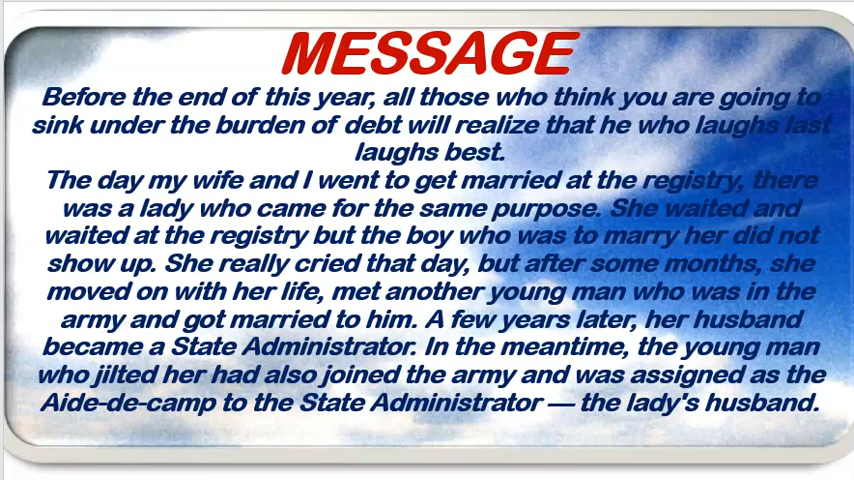 MESSAGE
Before the end of this year, all those who think you are going to
sink under the burden of debt will realize that he who laughs last
laughs best.
The day my wife and I went to get married at the registry, there
was a lady who came for the same purpose. She waited and
waited at the registry but the boy who was to marry her did not
show up. She really cried that day, but after some months, she
moved on with her life, met another young man who was in the
army and got married to him. A few years later, her husband
became a State Administrator. In the meantime, the young man
who jilted her had also joined the army and was assigned as the
Aide-de-camp to the State Administrator — the lady's husband.